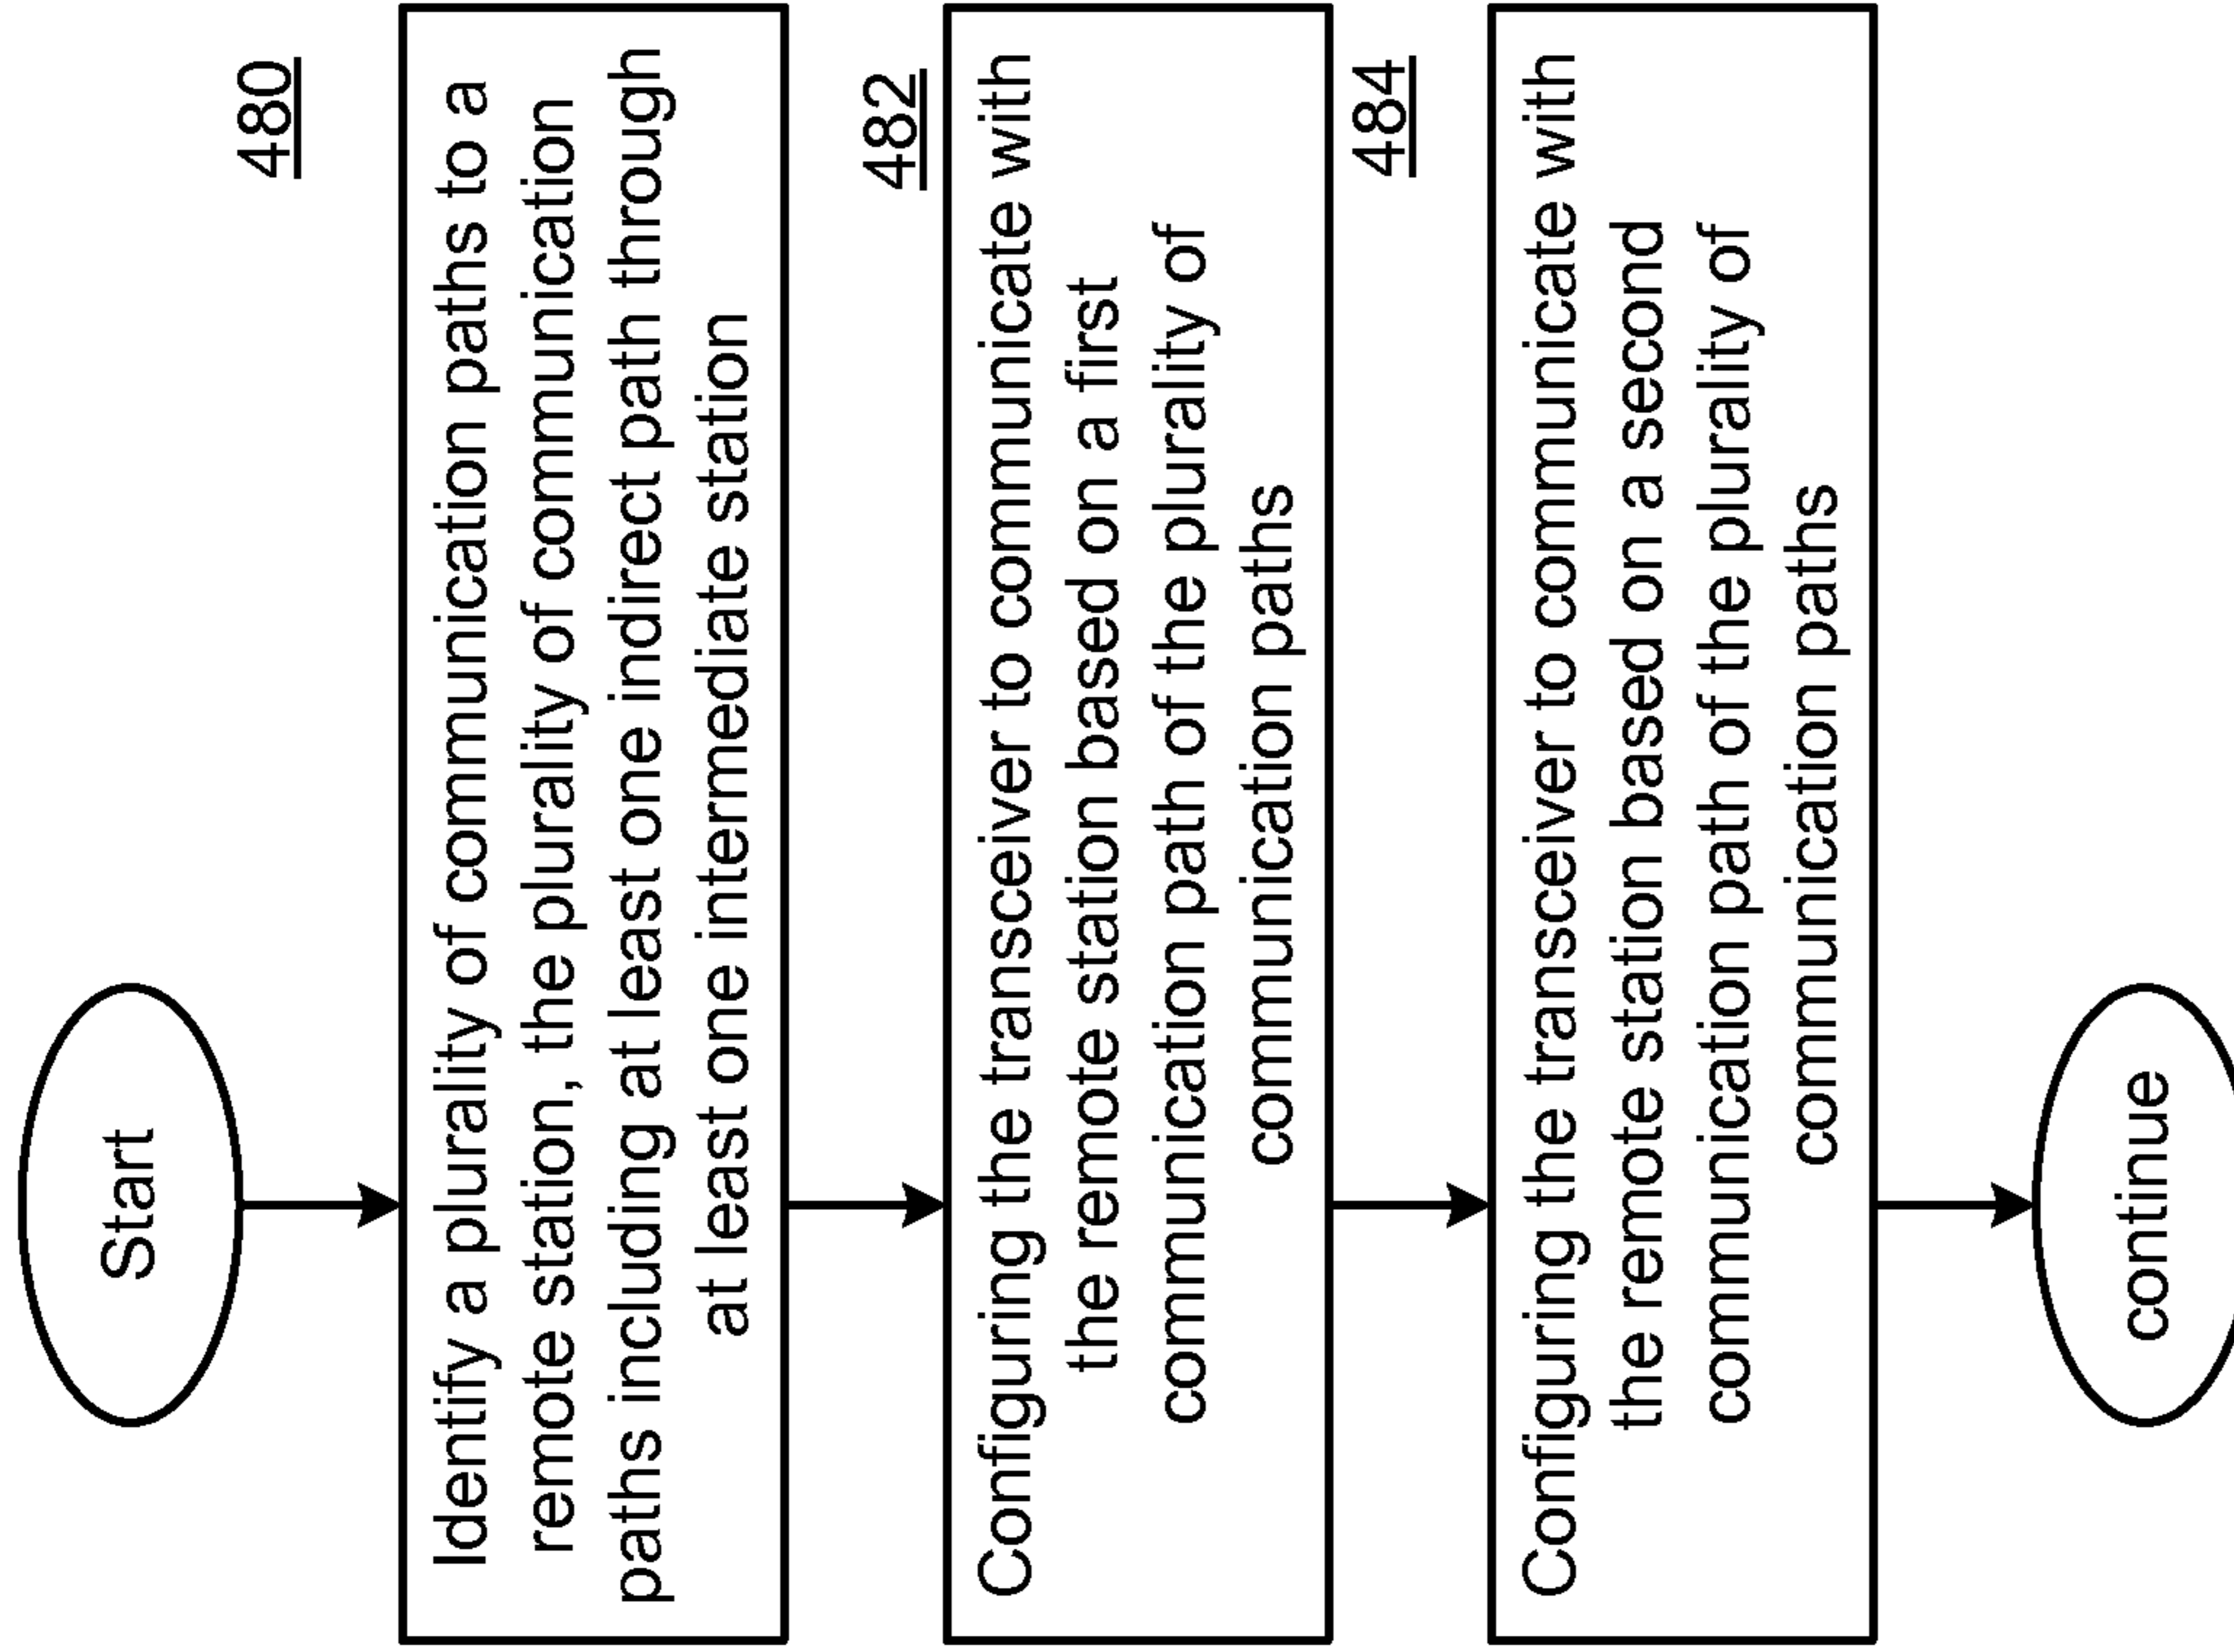 Start
480
Identify a plurality of communication paths to a
remote station, the plurality of communication
paths including at least one indirect path through
at least one intermediate station
482
Configuring the transceiver to communicate with
the remote station based on a first
communication path of the plurality of
communication paths
484
Configuring the transceiver to communicate with
the remote station based on a second
communication path of the plurality of
communication paths
continue